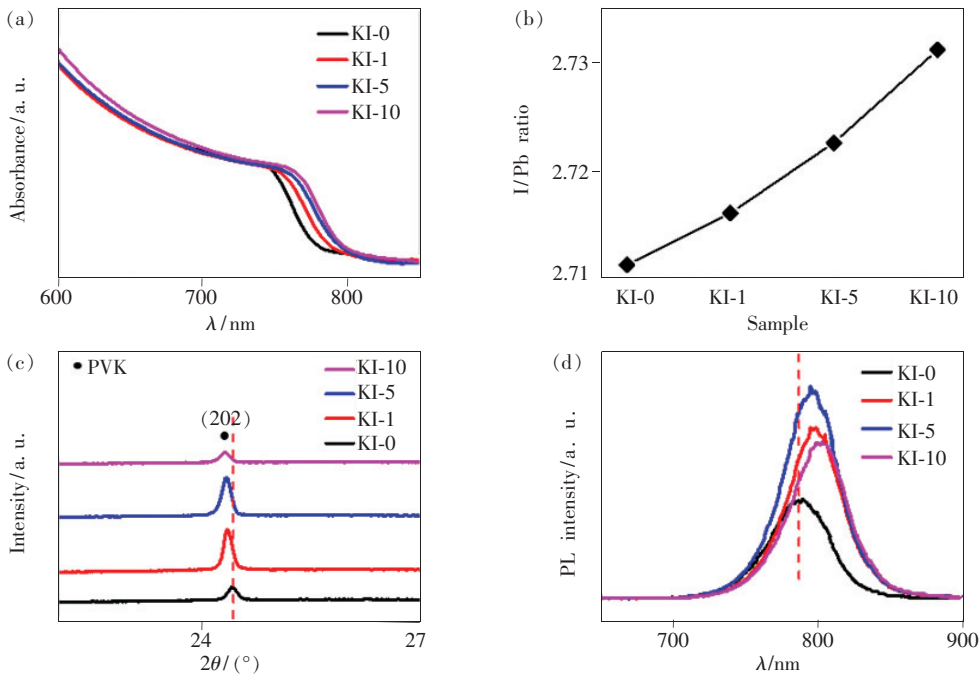 (a)
KI-0
KI-1
KI-5
KI-10
Absorbance/a. u.
600
700
800
λ/nm
(b)
2.73
2.72
2.71
I/Pb ratio
KI-0
KI-1
KI-5
KI-10
Sample
(c)
PVK
KI-10
KI-5
KI-1
KI-0
(202)
Intensity/a. u.
24
27
2θ/(°)
(d)
KI-0
KI-1
KI-5
KI-10
PL intensity/a. u.
700
800
900
λ/nm